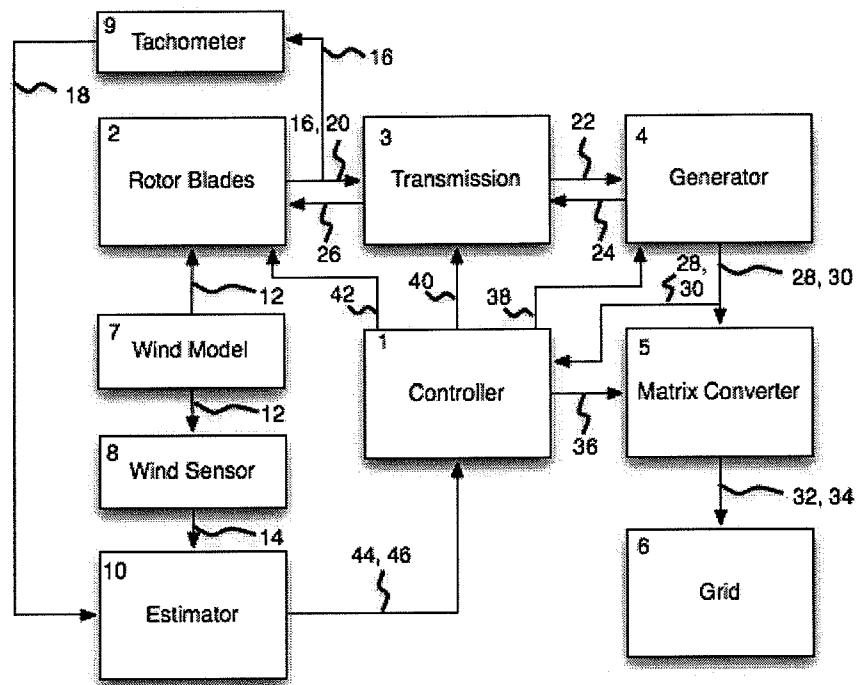 9
Tachometer
16
18
2
Rotor Blades
16, 20
3
Transmission
22
4
Generator
26
24
12
42
40
38
28,
30
28, 30
7
Wind Model
1
Controller
5
Matrix Converter
12
36
8
Wind Sensor
32, 34
14
44, 46
10
Estimator
6
Grid